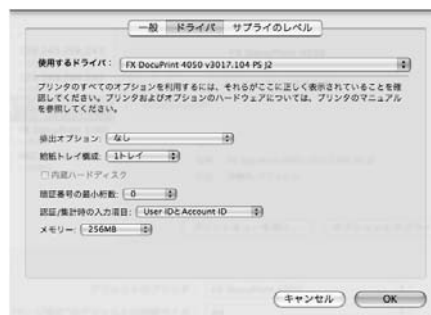 一般 ドライバ サプライのレベル
使用するドライバ： FX DocuPrint 4050 v3017.104 PS J2
プリンタのすべてのオプションを利用するには、それらがここに正しく表示されていることを確
認してください。プリンタおよびオプションのハードウェアについては、プリンタのマニュアル
を参照してください。
排出オプション: なし
給紙トレイ構成: 1トレイ
内蔵ハードディスク
暗証番号の最小桁数: 0
認証/集計時の入力項目: User IDと Account ID
メモリー: 256MB
キャンセル OK